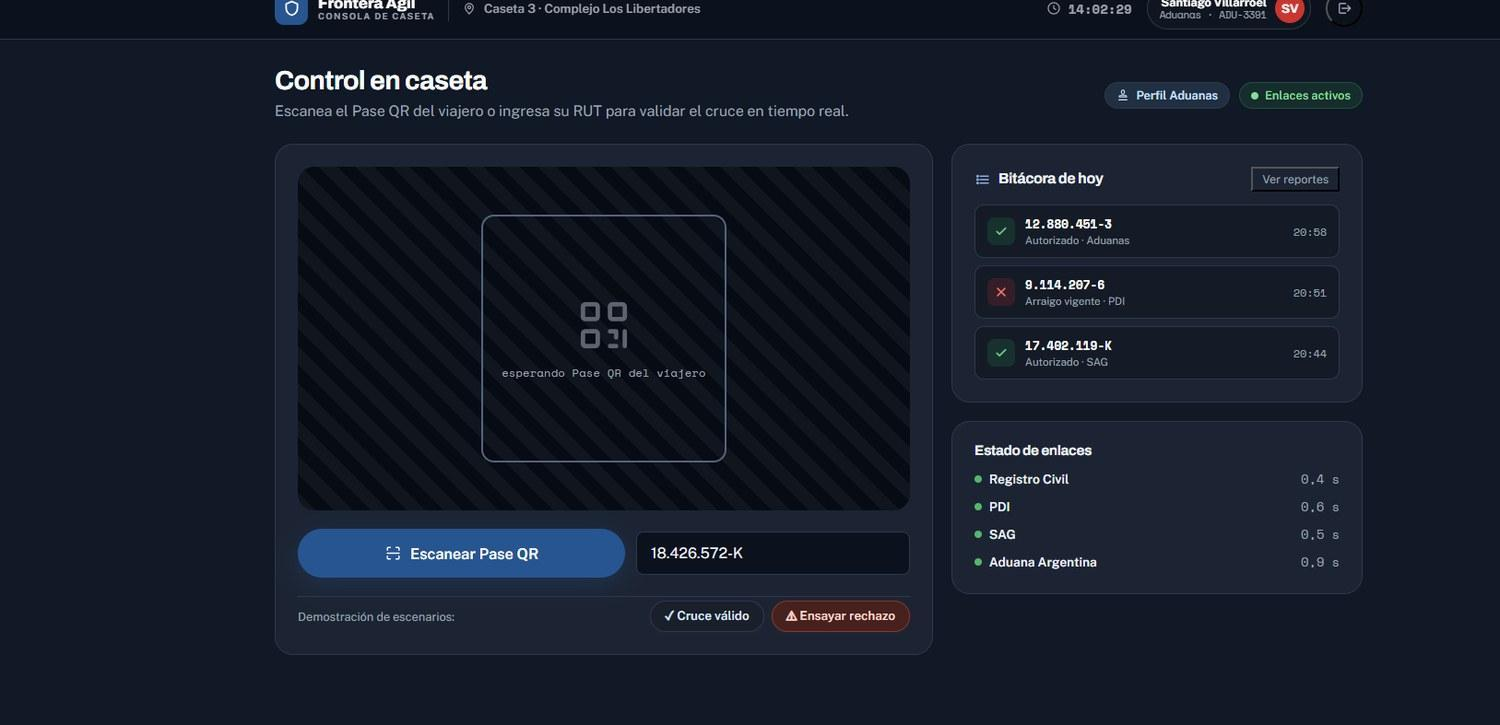 Frontera Ágil
CONSOLA DE CASETA
Caseta 3 · Complejo Los Libertadores
14:02:29
Santiago Villarroel
Aduanas · ADU-3391
SV
Control en caseta
Escanea el Pase QR del viajero o ingresa su RUT para validar el cruce en tiempo real.
Perfil Aduanas
Enlaces activos
esperando Pase QR del viajero
Escanear Pase QR
18.426.572-K
Demostración de escenarios:
✓ Cruce válido
⚠ Ensayar rechazo
Bitácora de hoy
Ver reportes
12.880.451-3
Autorizado · Aduanas
20:58
9.114.207-6
Arraigo vigente · PDI
20:51
17.402.119-K
Autorizado · SAG
20:44
Estado de enlaces
Registro Civil
0,4 s
PDI
0,6 s
SAG
0,5 s
Aduana Argentina
0,9 s